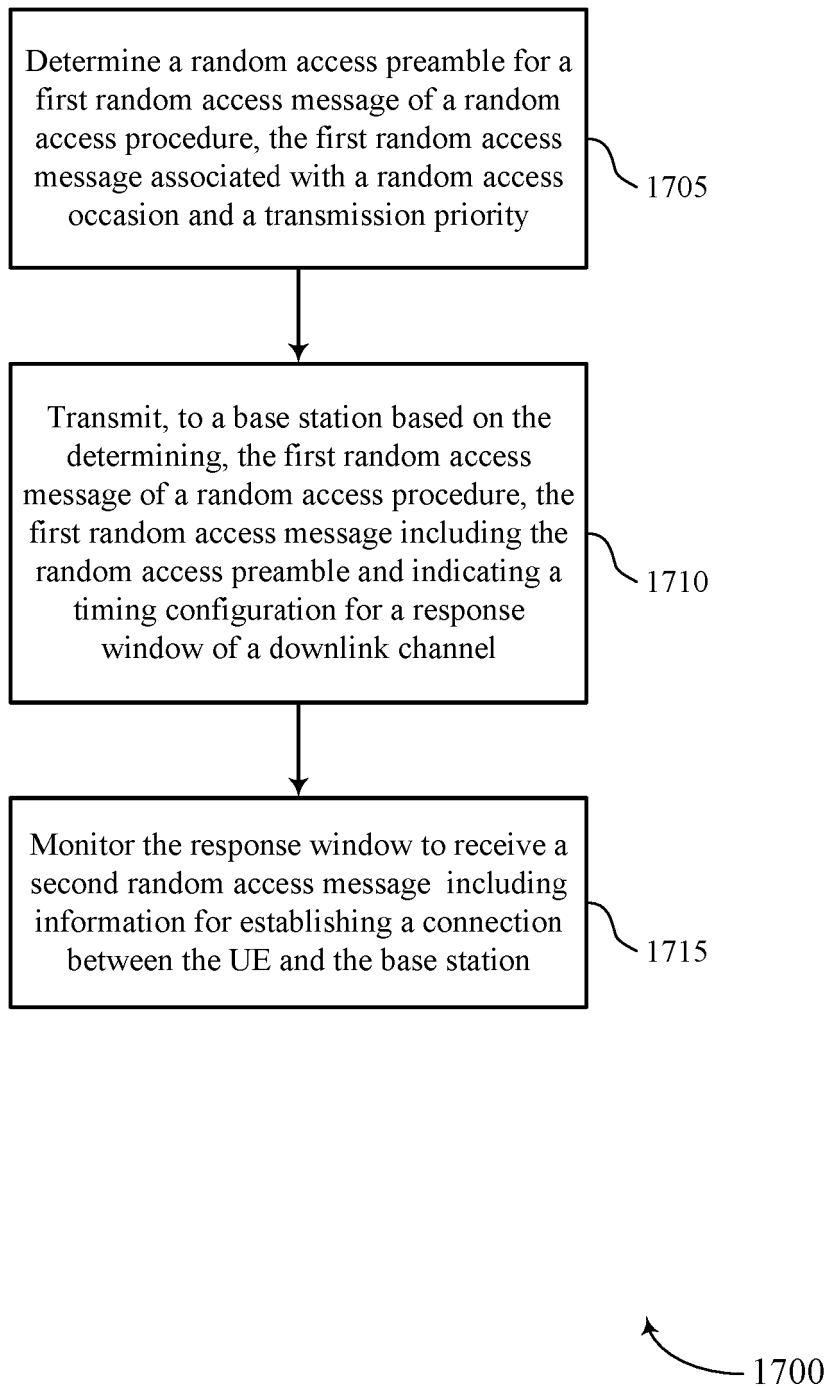 Determine a random access preamble for a
first random access message of a random
access procedure, the first random access
message associated with a random access
occasion and a transmission priority
1705
Transmit, to a base station based on the
determining, the first random access
message of a random access procedure, the
first random access message including the
random access preamble and indicating a
timing configuration for a response
window of a downlink channel
1710
Monitor the response window to receive a
second random access message including
information for establishing a connection
between the UE and the base station
1715
1700